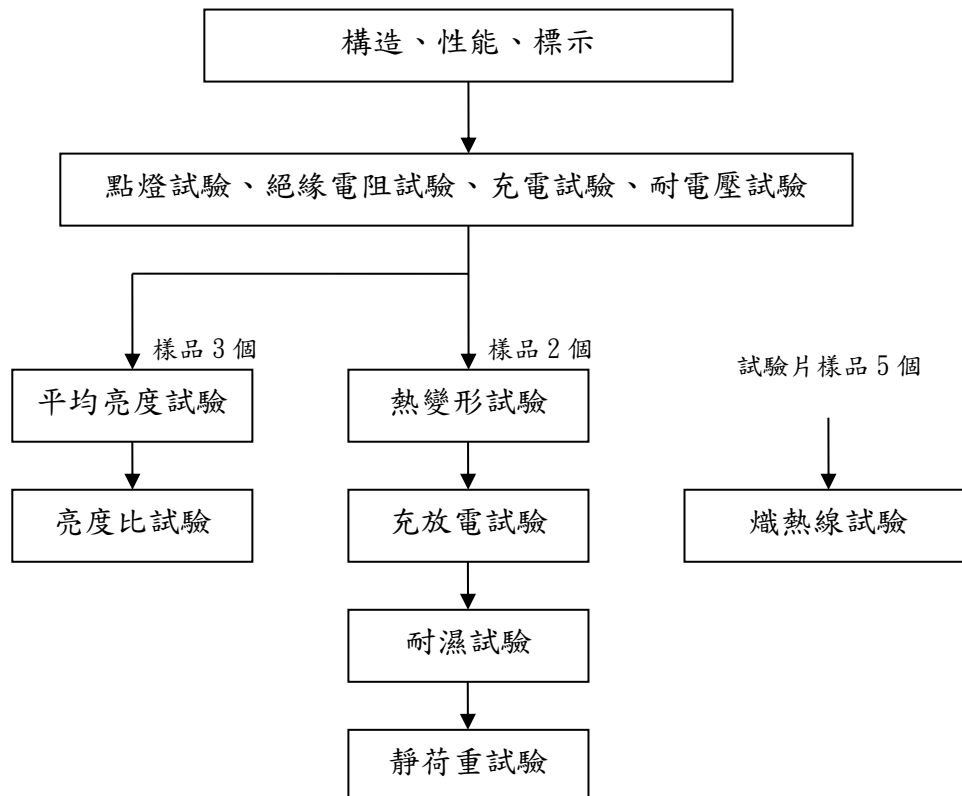 構造、性能、標示
點燈試驗、絕緣電阻試驗、充電試驗、耐電壓試驗
樣品 3 個
樣品 2 個
試驗片樣品 5 個
平均亮度試驗
熱變形試驗
亮度比試驗
充放電試驗
熾熱線試驗
耐濕試驗
靜荷重試驗